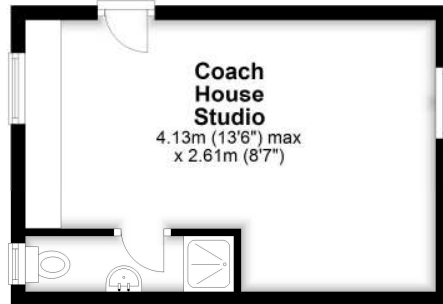 Coach
House
Studio
4.13m (13'6") max
x 2.61m (8'7")